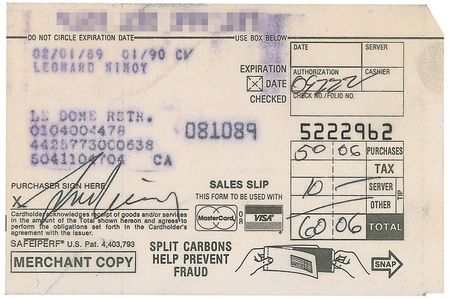 DO NOT CIRCLE EXPIRATION DATE
USE BOX BELOW
02/01/89 01/90 CV
LEONARD NIMOY
EXPIRATION
DATE
CHECKED
DATE
SERVER
AUTHORIZATION
CASHIER
CHECK NO./FOLIO NO.
LE DOME RSTR.
0104004478
4425773000638
5041104704 CA
081089
5222962
50 06 PURCHASES
TAX
10 - SERVER
TIP
OTHER
60 06 TOTAL
PURCHASER SIGN HERE
X
Cardholder acknowledges receipt of goods and/or services
in the amount of the Total shown hereon and agrees to
perform the obligations set forth in the Cardholder's
agreement with the issuer.
SALES SLIP
THIS FORM TO BE USED WITH
MasterCard
OR
VISA
SAFEIPERF® U.S. Pat. 4,403,793
MERCHANT COPY
SPLIT CARBONS
HELP PREVENT
FRAUD
SNAP